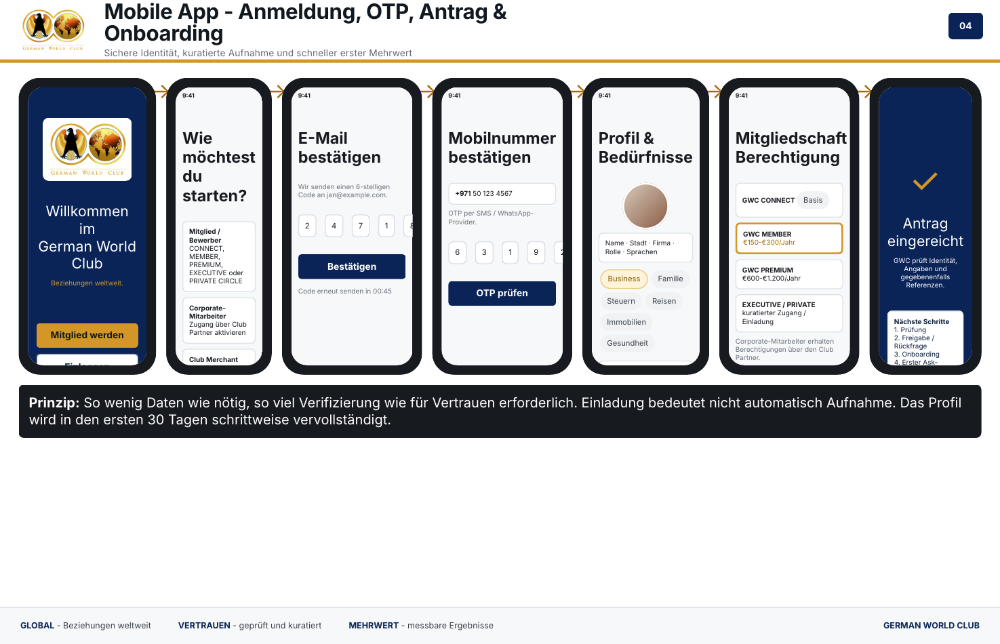 GERMAN WORLD CLUB
Mobile App - Anmeldung, OTP, Antrag &
Onboarding
Sichere Identität, kuratierte Aufnahme und schneller erster Mehrwert
04
GERMAN WORLD CLUB
Willkommen
im
German World
Club
Beziehungen weltweit.
Mitglied werden
Einloggen
9:41
Wie
möchtest
du
starten?
Mitglied /
Bewerber
CONNECT,
MEMBER,
PREMIUM,
EXECUTIVE oder
PRIVATE CIRCLE
Corporate-
Mitarbeiter
Zugang über Club
Partner aktivieren
Club Merchant
9:41
E-Mail
bestätigen
Wir senden einen 6-stelligen
Code an jan@example.com.
2 4 7 1 8
Bestätigen
Code erneut senden in 00:45
9:41
Mobilnummer
bestätigen
+971 50 123 4567
OTP per SMS / WhatsApp-
Provider.
6 3 1 9 2
OTP prüfen
9:41
Profil &
Bedürfnisse
Name · Stadt · Firma ·
Rolle · Sprachen
Business Familie
Steuern Reisen
Immobilien
Gesundheit
9:41
Mitgliedschaft
Berechtigung
GWC CONNECT Basis
GWC MEMBER
€150-€300/Jahr
GWC PREMIUM
€600-€1.200/Jahr
EXECUTIVE / PRIVATE
kuratierter Zugang /
Einladung
Corporate-Mitarbeiter erhalten
Berechtigungen über den Club
Partner.
Antrag
eingereicht
GWC prüft Identität,
Angaben und
gegebenenfalls
Referenzen.
Nächste Schritte
1. Prüfung
2. Freigabe /
Rückfrage
3. Onboarding
4. Erster Ask-
Prinzip: So wenig Daten wie nötig, so viel Verifizierung wie für Vertrauen erforderlich. Einladung bedeutet nicht automatisch Aufnahme. Das Profil
wird in den ersten 30 Tagen schrittweise vervollständigt.
GLOBAL - Beziehungen weltweit VERTRAUEN - geprüft und kuratiert MEHRWERT - messbare Ergebnisse GERMAN WORLD CLUB